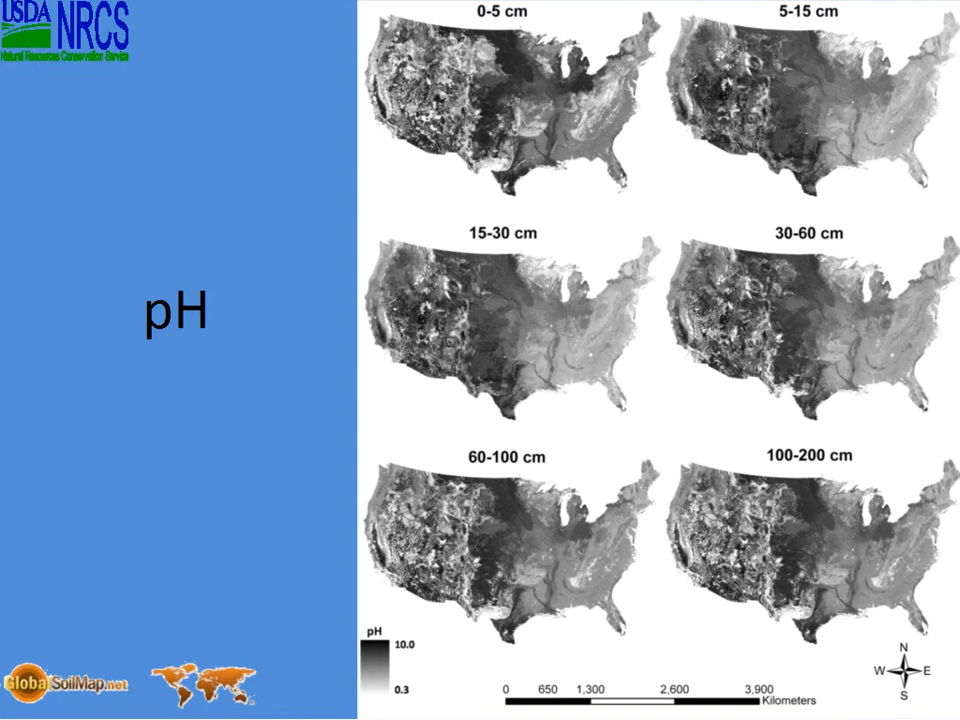 USDA NRCS
Natural Resources Conservation Service
pH
0-5 cm
5-15 cm
15-30 cm
30-60 cm
60-100 cm
100-200 cm
pH
10.0
0.3
0 650 1,300 2,600 3,900
Kilometers
N
W E
S
GlobalSoilMap.net